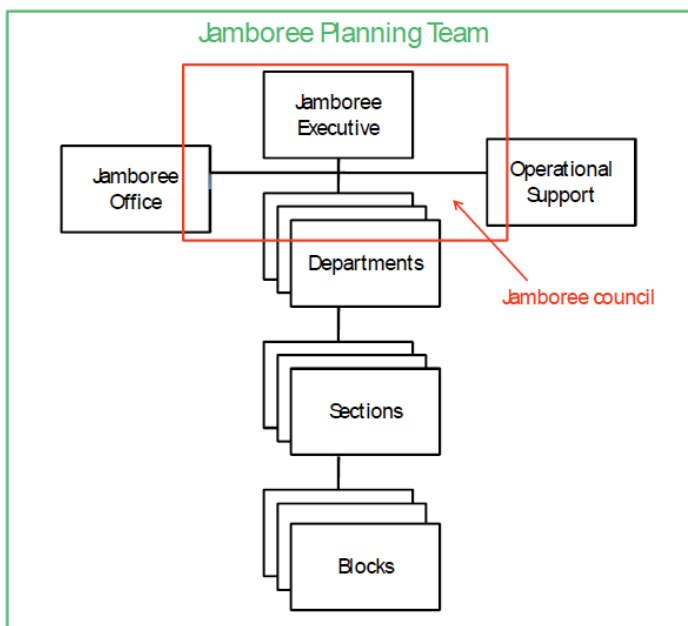 Jamboree Planning Team
Jamboree
Executive
Jamboree
Office
Operational
Support
Departments
Jamboree council
Sections
Blocks